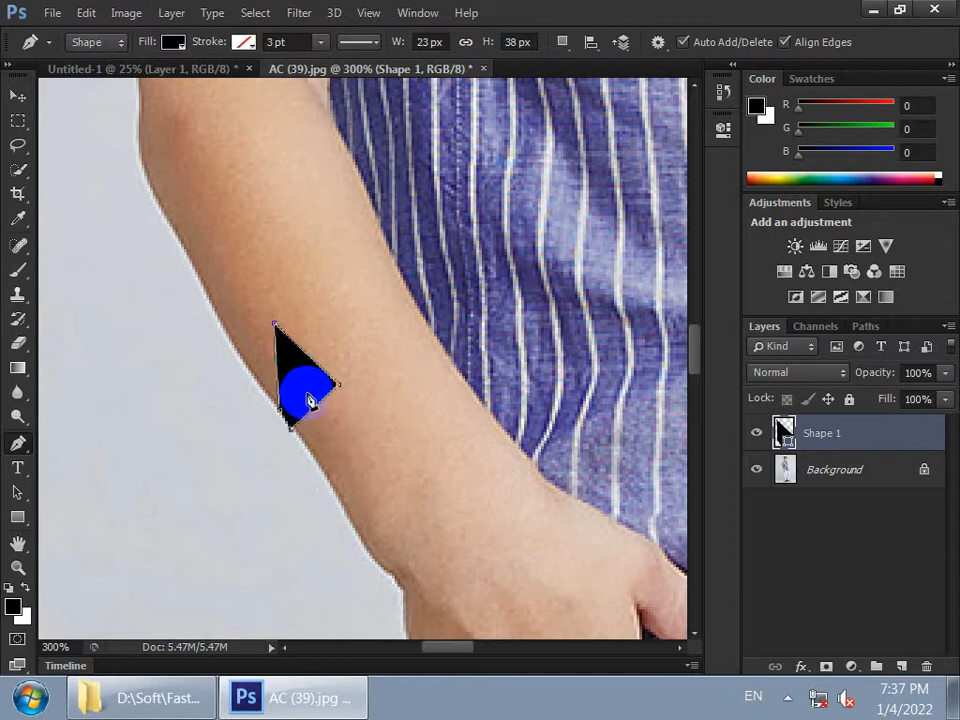 Ps File Edit Image Layer Type Select Filter 3D View Window Help
Shape Fill: Stroke: 3 pt W: 23 px H: 38 px Auto Add/Delete Align Edges
Untitled-1 @ 25% (Layer 1, RGB/8) * × AC (39).jpg @ 300% (Shape 1, RGB/8) * ×
Color Swatches
R 0
G 0
B 0
Adjustments Styles
Add an adjustment
Layers Channels Paths
Kind T
Normal Opacity: 100%
Lock: Fill: 100%
Shape 1
Background
T
300% Doc: 5.47M/5.47M
Timeline
fx
D:\Soft\Fast... Ps AC (39).jpg ... EN 7:37 PM
1/4/2022